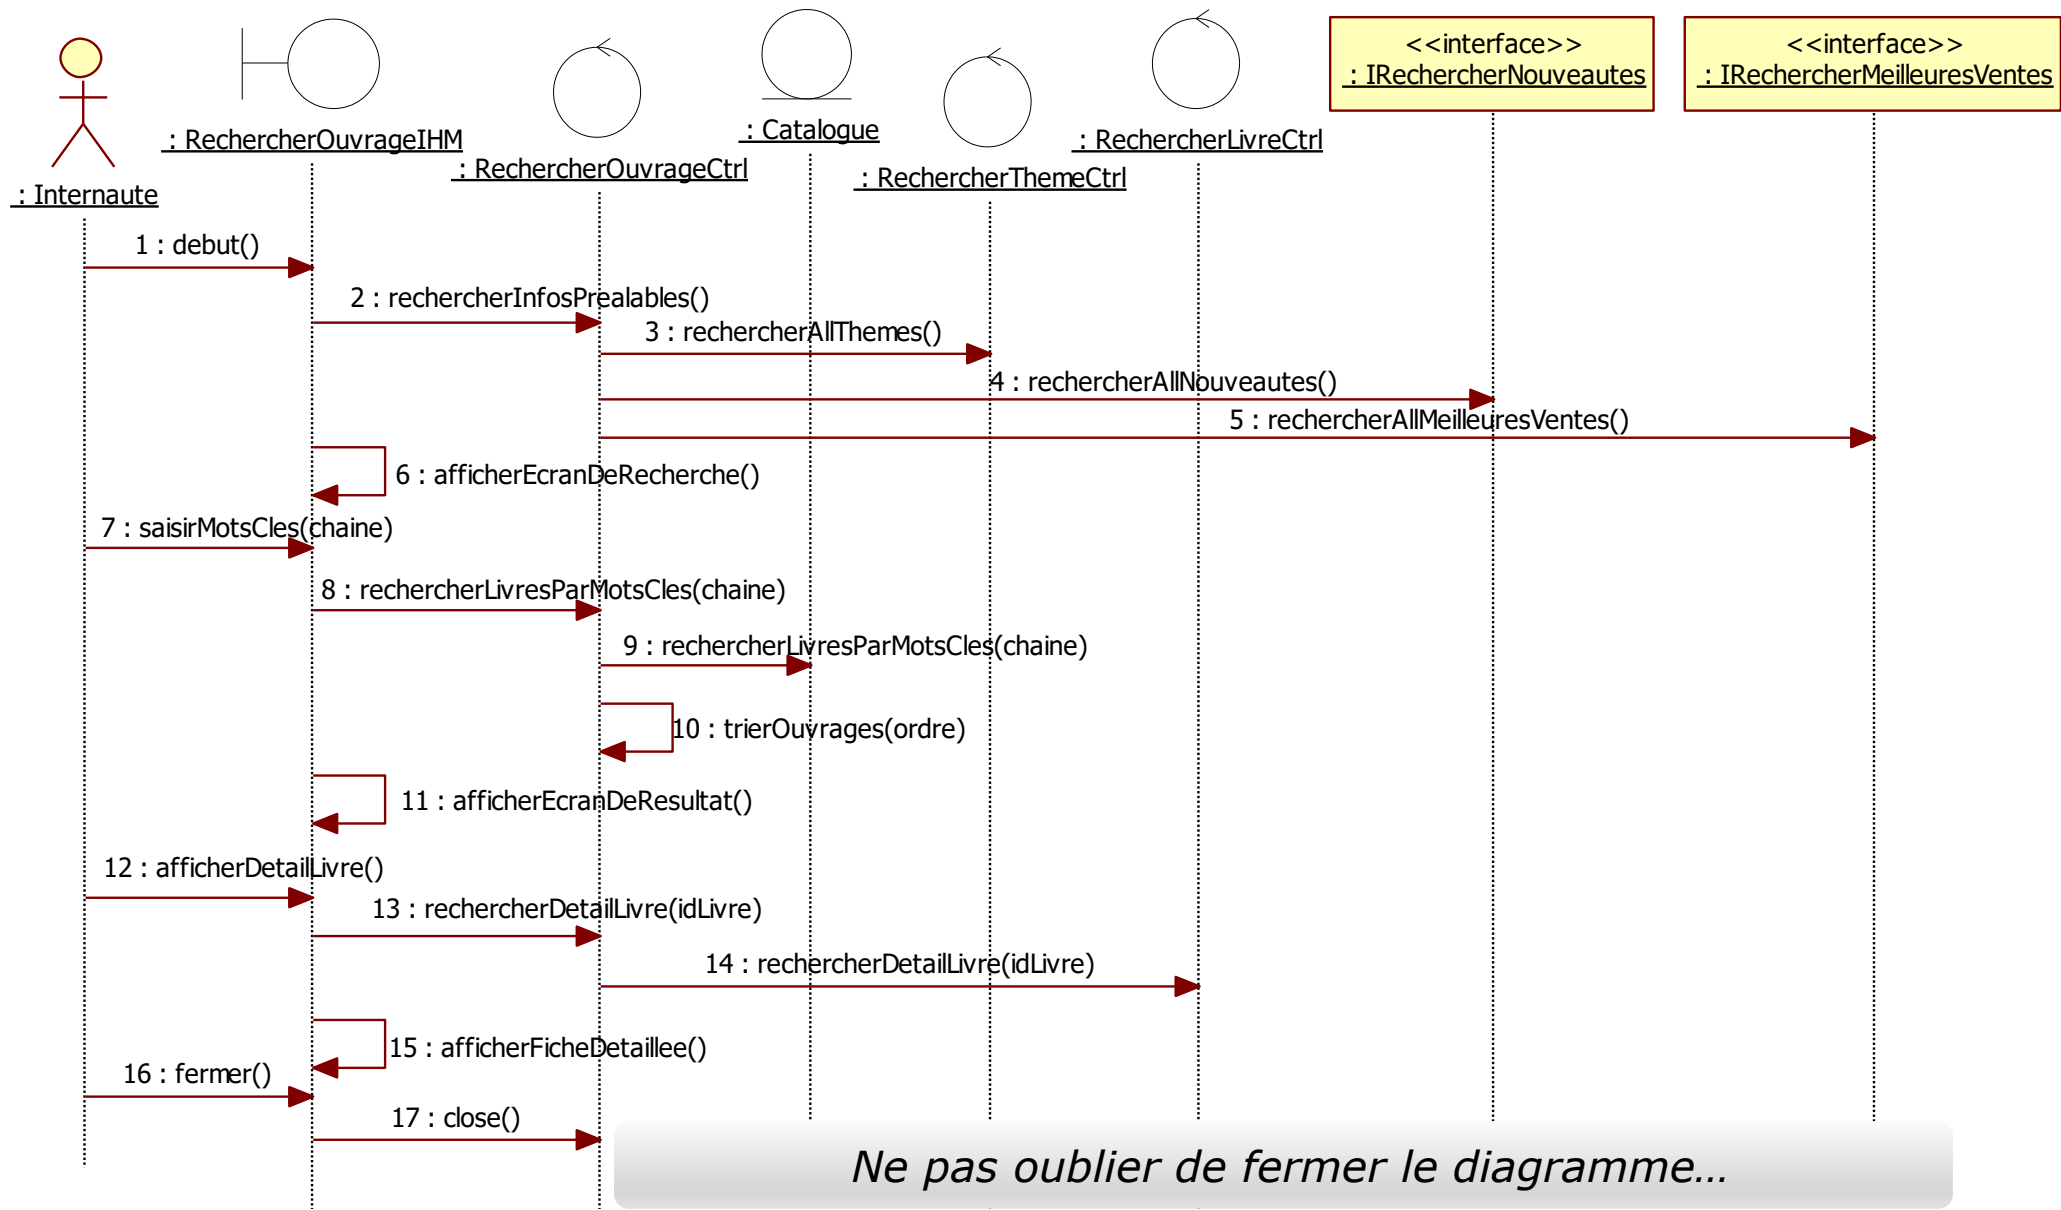 <<interface>>
: IRechercherNouveautes
<<interface>>
: IRechercherMeilleuresVentes
: RechercherOuvrageIHM
: Catalogue
: RechercherLivreCtrl
: RechercherOuvrageCtrl
: RechercherThemeCtrl
: Internaute
1 : debut()
2 : rechercherInfosPrealables()
3 : rechercherAllThemes()
4 : rechercherAllNouveautes()
5 : rechercherAllMeilleuresVentes()
6 : afficherEcranDeRecherche()
7 : saisirMotsCles(chaine)
8 : rechercherLivresParMotsCles(chaine)
9 : rechercherLivresParMotsCles(chaine)
10 : trierOuvrages(ordre)
11 : afficherEcranDeResultat()
12 : afficherDetailLivre()
13 : rechercherDetailLivre(idLivre)
14 : rechercherDetailLivre(idLivre)
15 : afficherFicheDetaillee()
16 : fermer()
17 : close()
Ne pas oublier de fermer le diagramme...